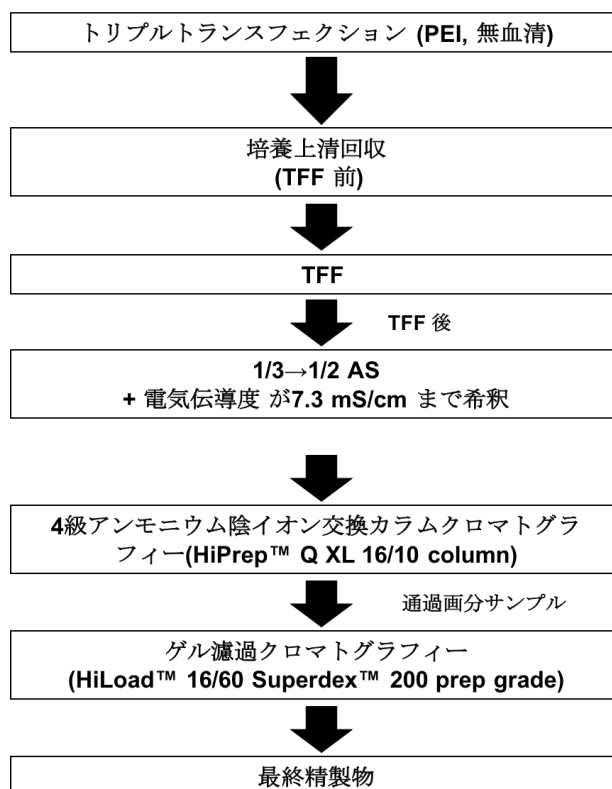 トリプルトランスフェクション (PEI, 無血清)
培養上清回収
(TFF 前)
TFF
TFF 後
1/3→1/2 AS
+ 電気伝導度 が7.3 mS/cm まで希釈
4級アンモニウム陰イオン交換カラムクロマトグラ
フィー(HiPrep™ Q XL 16/10 column)
通過画分サンプル
ゲル濾過クロマトグラフィー
(HiLoad™ 16/60 Superdex™ 200 prep grade)
最終精製物